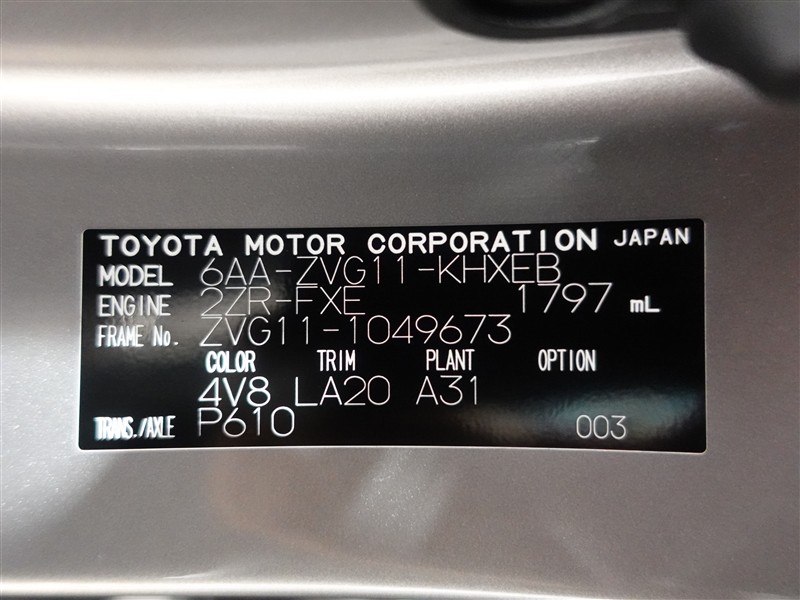 TOYOTA MOTOR CORPORATION JAPAN
MODEL 6AA-ZVG11-KHXEB
ENGINE 2ZR-FXE 1797 mL
FRAME No. ZVG11-1049673
COLOR TRIM PLANT OPTION
4V8 LA20 A31
TRANS./AXLE P610 003